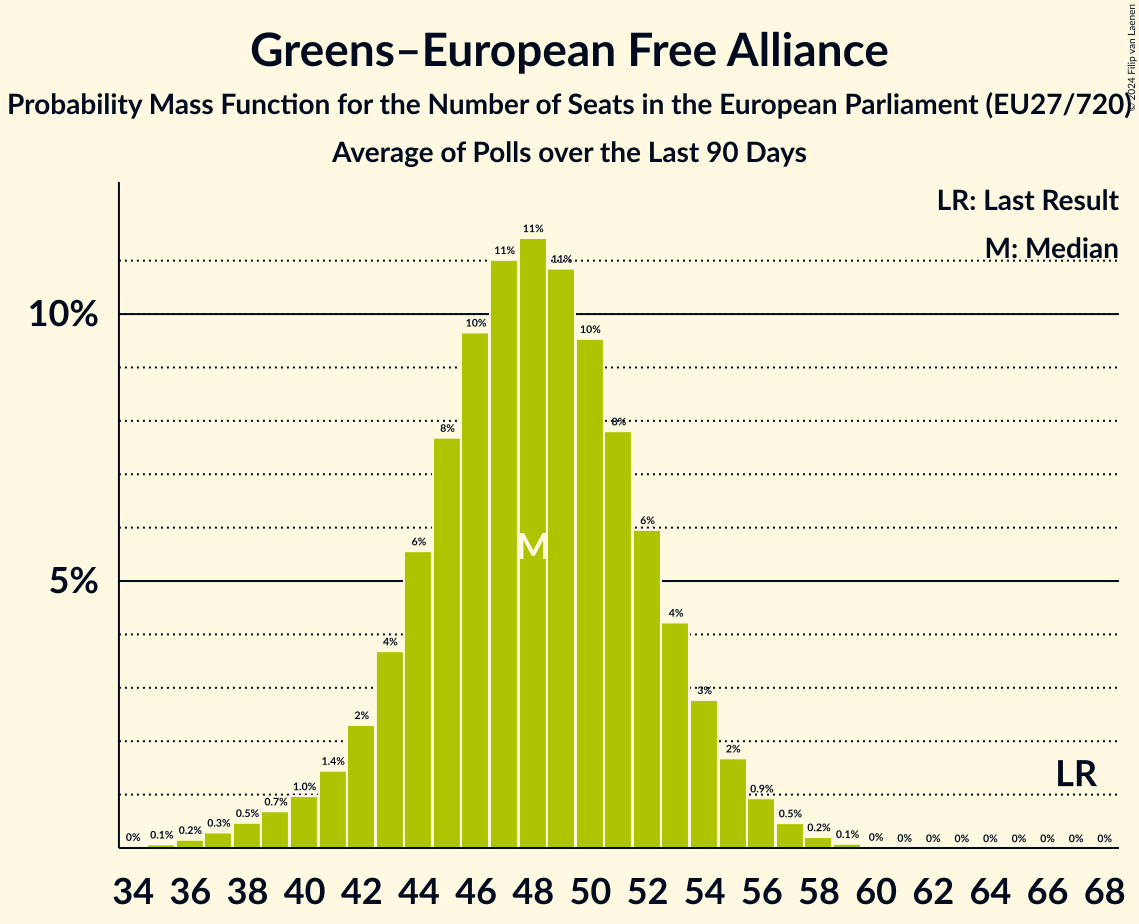 Greens–European Free Alliance
Probability Mass Function for the Number of Seats in the European Parliament (EU27/720)
Average of Polls over the Last 90 Days
© 2024 Filip van Laenen
LR: Last Result
M: Median
10%
5%
0% 0.1% 0.2% 0.3% 0.5% 0.7% 1.0% 1.4% 2% 4% 6% 8% 10% 11% 11% 11% 10% 8% 6% 4% 3% 2% 0.9% 0.5% 0.2% 0.1% 0% 0% 0% 0% 0% 0% 0% 0% 0%
M
LR
34 36 38 40 42 44 46 48 50 52 54 56 58 60 62 64 66 68